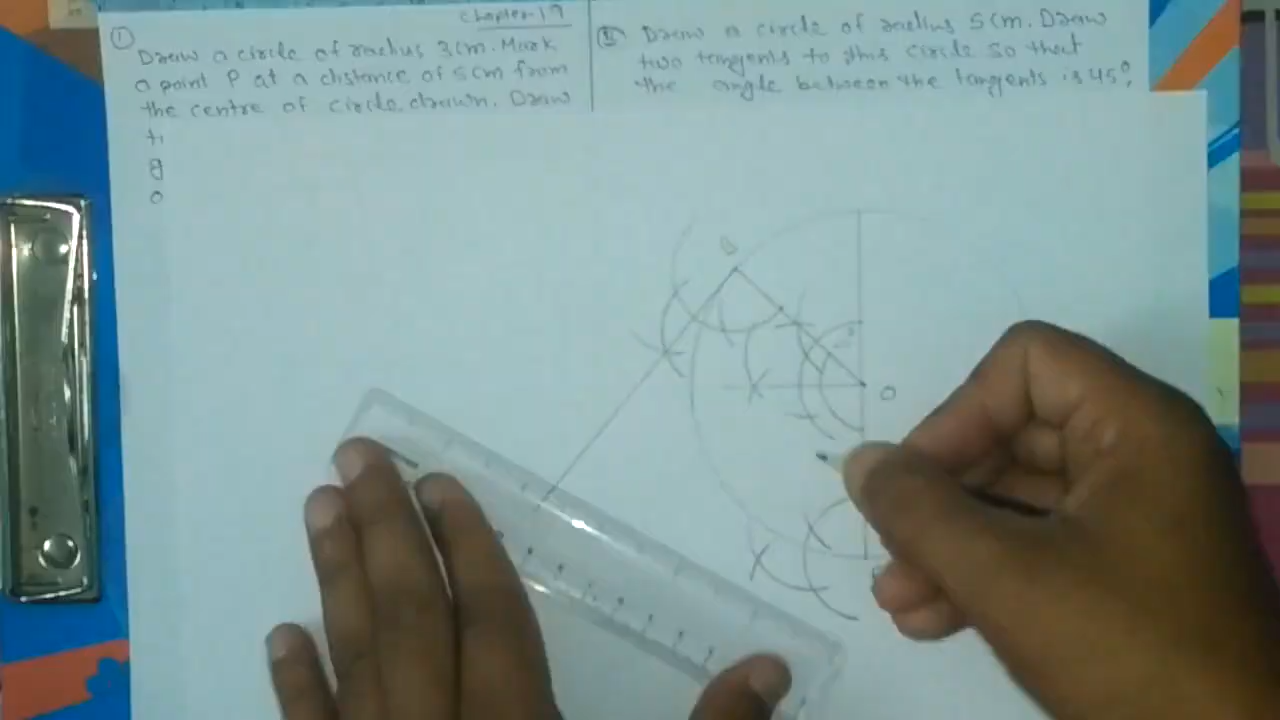 Chapter-19
①
Draw a circle of radius 3cm. Mark
a point P at a distance of 5cm from
the centre of circle drawn. Draw
Draw a circle of radius 5cm. Draw
two tangents to this circle so that
the angle between the tangents is 45°.
O